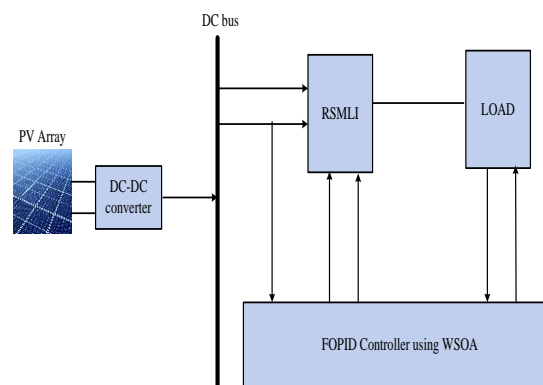 DC bus
RSMLI
LOAD
PV Array
DC-DC
converter
FOPID Controller using WSOA